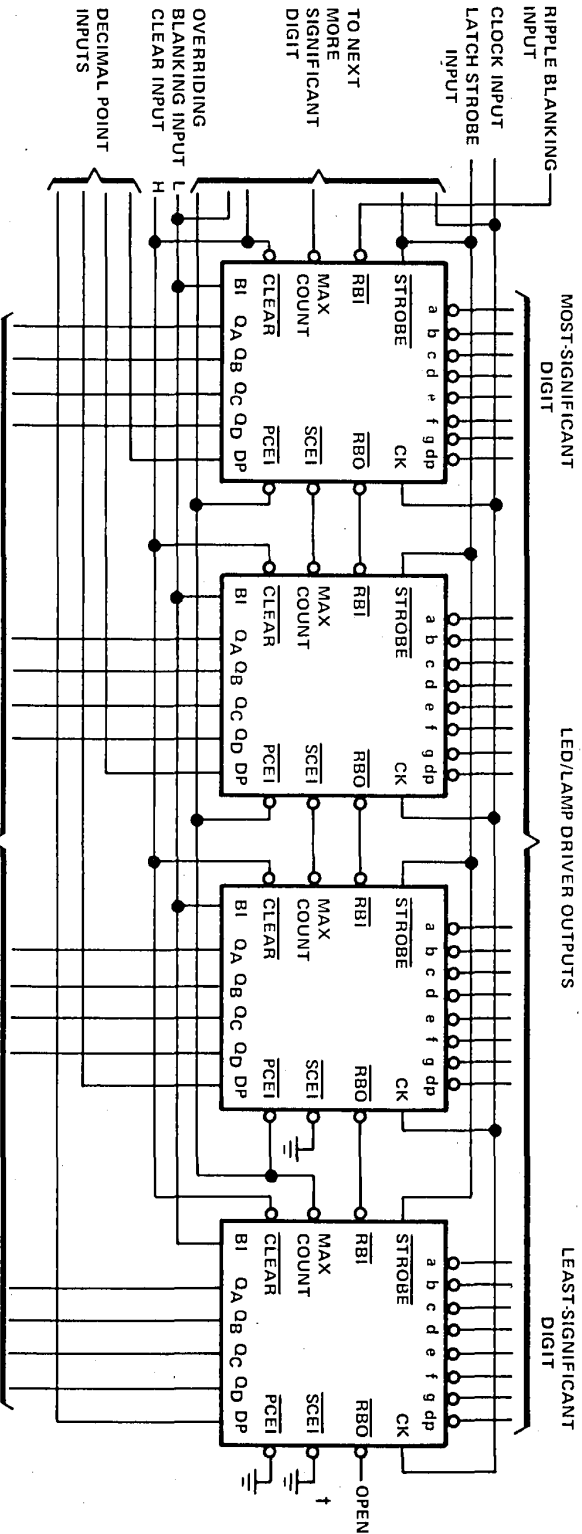 RIPPLE BLANKING
INPUT
CLOCK INPUT
LATCH STROBE
INPUT
TO NEXT
MORE
SIGNIFICANT
DIGIT
OVERRIDING
BLANKING INPUT L
CLEAR INPUT H
DECIMAL POINT
INPUTS
MOST-SIGNIFICANT
DIGIT
LED/LAMP DRIVER OUTPUTS
LEAST-SIGNIFICANT
DIGIT
a b c d e f g dp
STROBE CK
RBI RBO
MAX
COUNT SCEI
CLEAR PCEI
BI QA QB QC QD DP
a b c d e f g dp
STROBE CK
RBI RBO
MAX
COUNT SCEI
CLEAR PCEI
BI QA QB QC QD DP
a b c d e f g dp
STROBE CK
RBI RBO
MAX
COUNT SCEI
CLEAR PCEI
BI QA QB QC QD DP
a b c d e f g dp
STROBE CK
RBI RBO
MAX
COUNT SCEI
CLEAR PCEI
BI QA QB QC QD DP
OPEN
†